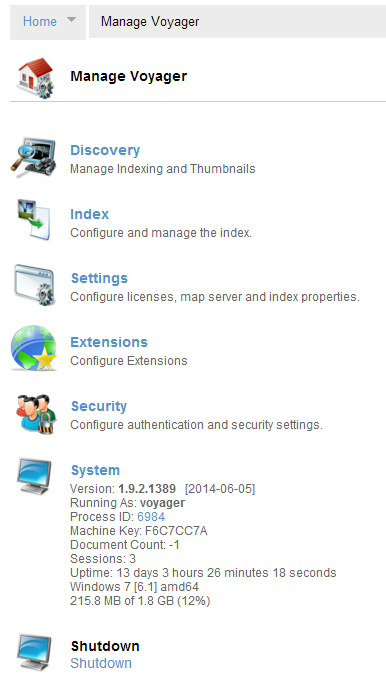 Home Manage Voyager
Manage Voyager
Discovery
Manage Indexing and Thumbnails
Index
Configure and manage the index.
Settings
Configure licenses, map server and index properties.
Extensions
Configure Extensions
Security
Configure authentication and security settings.
System
Version: 1.9.2.1389 [2014-06-05]
Running As: voyager
Process ID: 6984
Machine Key: F6C7CC7A
Document Count: -1
Sessions: 3
Uptime: 13 days 3 hours 26 minutes 18 seconds
Windows 7 [6.1] amd64
215.8 MB of 1.8 GB (12%)
Shutdown
Shutdown